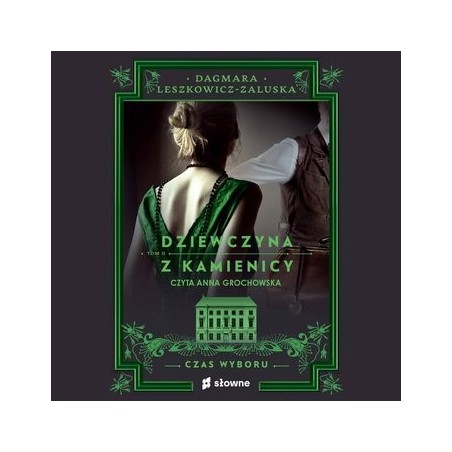 DAGMARA
LESZKOWICZ-ZALUSKA
DZIEWCZYNA
TOM II
Z KAMIENICY
CZYTA ANNA GROCHOWSKA
CZAS WYBORU
słowne